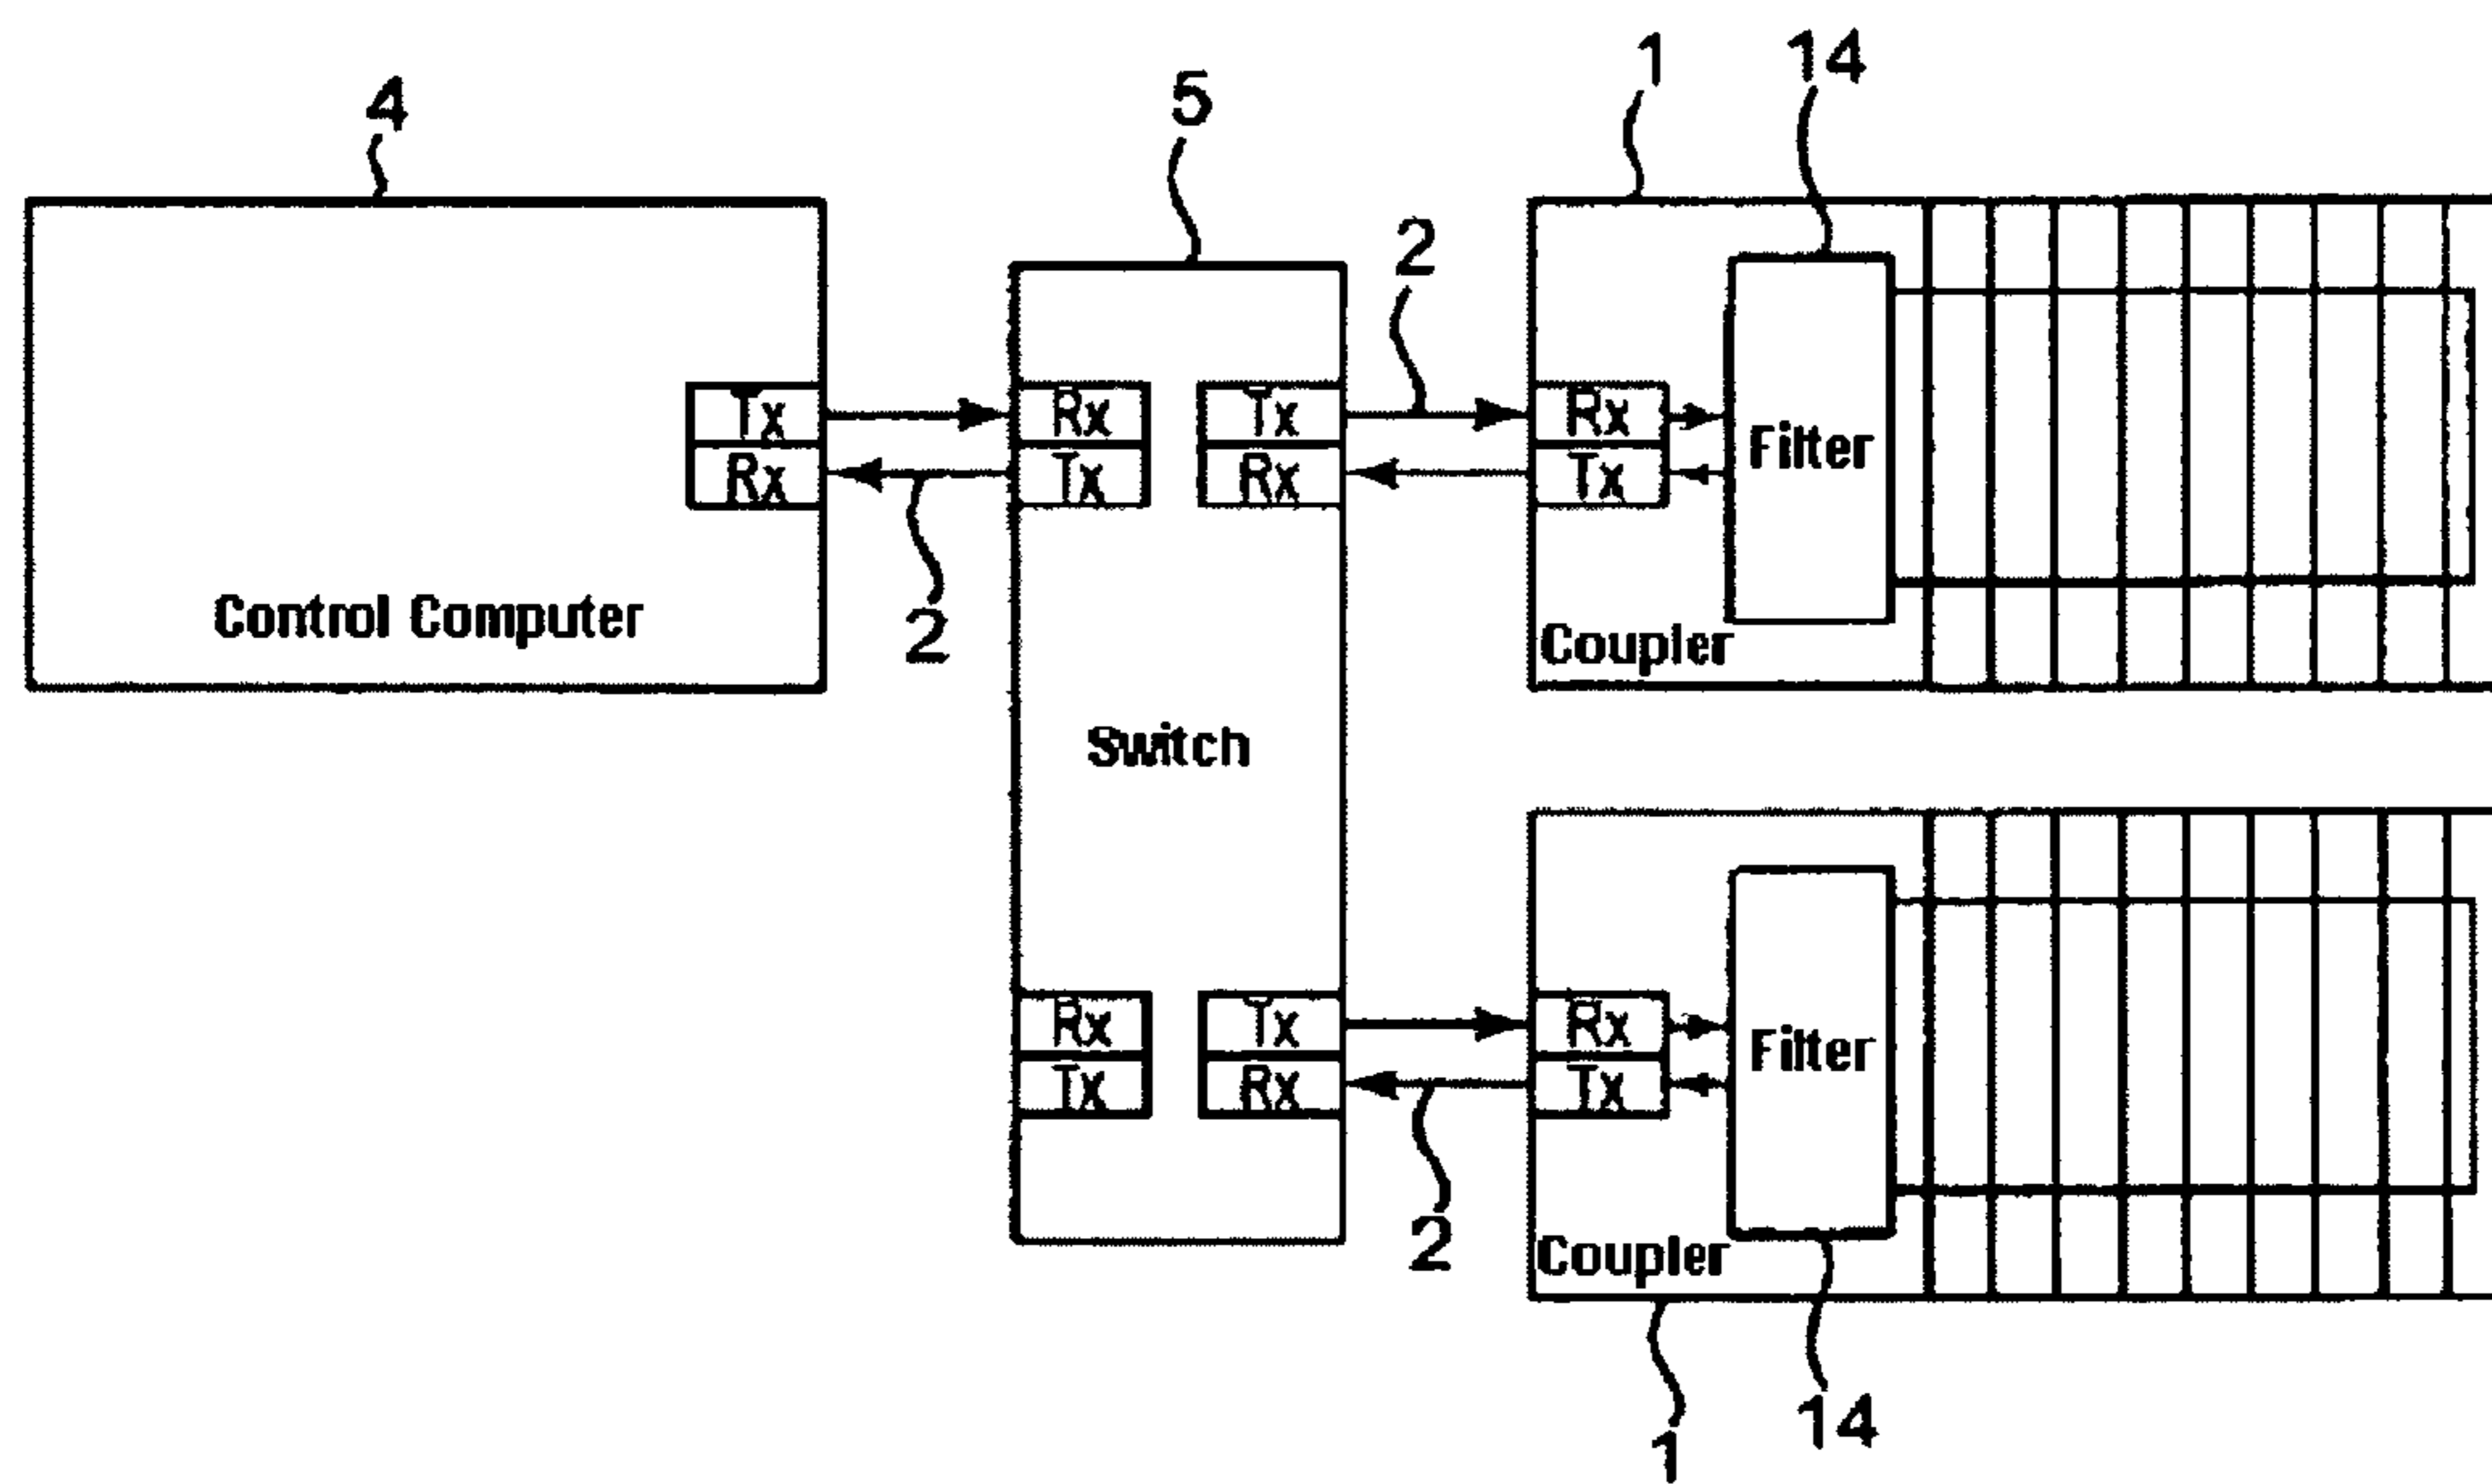 1
14
4
5
2
Tx
Rx
Tx
Rx
Filter
Rx
Tx
Rx
Tx
Control Computer
2
Coupler
Switch
Rx
Tx
Rx
Filter
Tx
Rx
Tx
2
Coupler
14
1